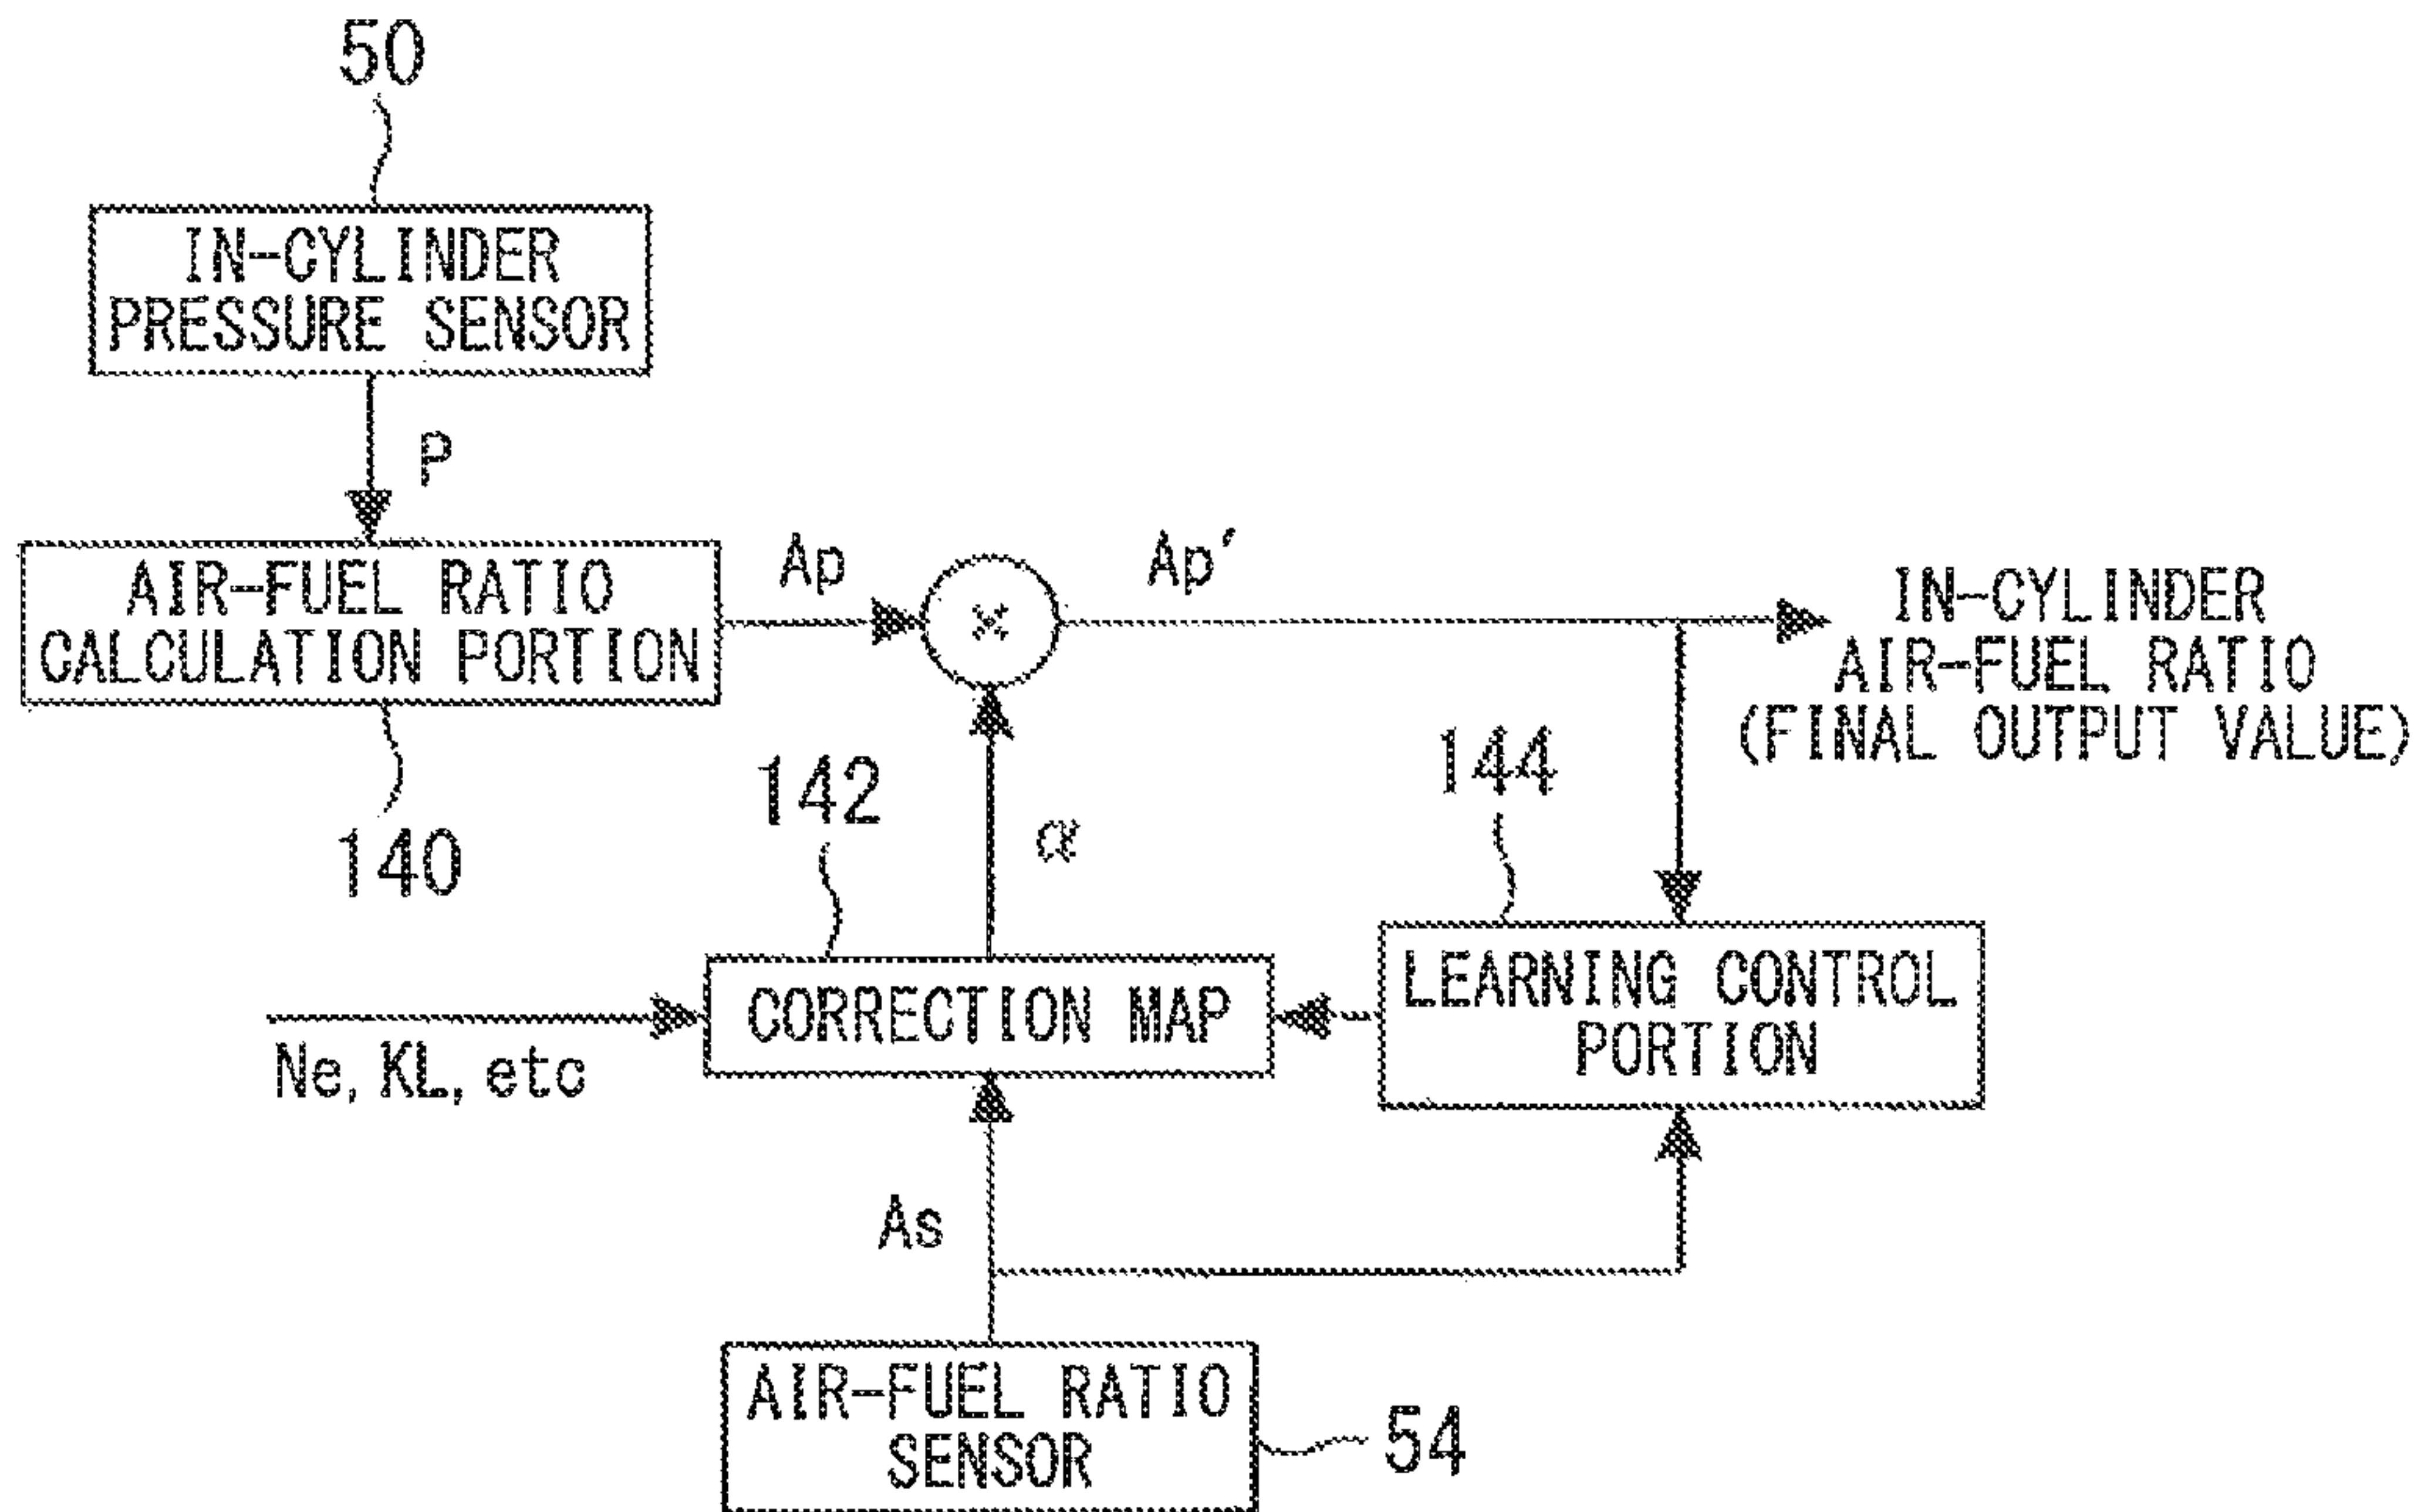 50
IN-CYLINDER
PRESSURE SENSOR
P
AIR-FUEL RATIO
CALCULATION PORTION
140
Ap
×
Ap′
IN-CYLINDER
AIR-FUEL RATIO
(FINAL OUTPUT VALUE)
142
α
144
Ne, KL, etc
CORRECTION MAP
LEARNING CONTROL
PORTION
As
AIR-FUEL RATIO
SENSOR
54